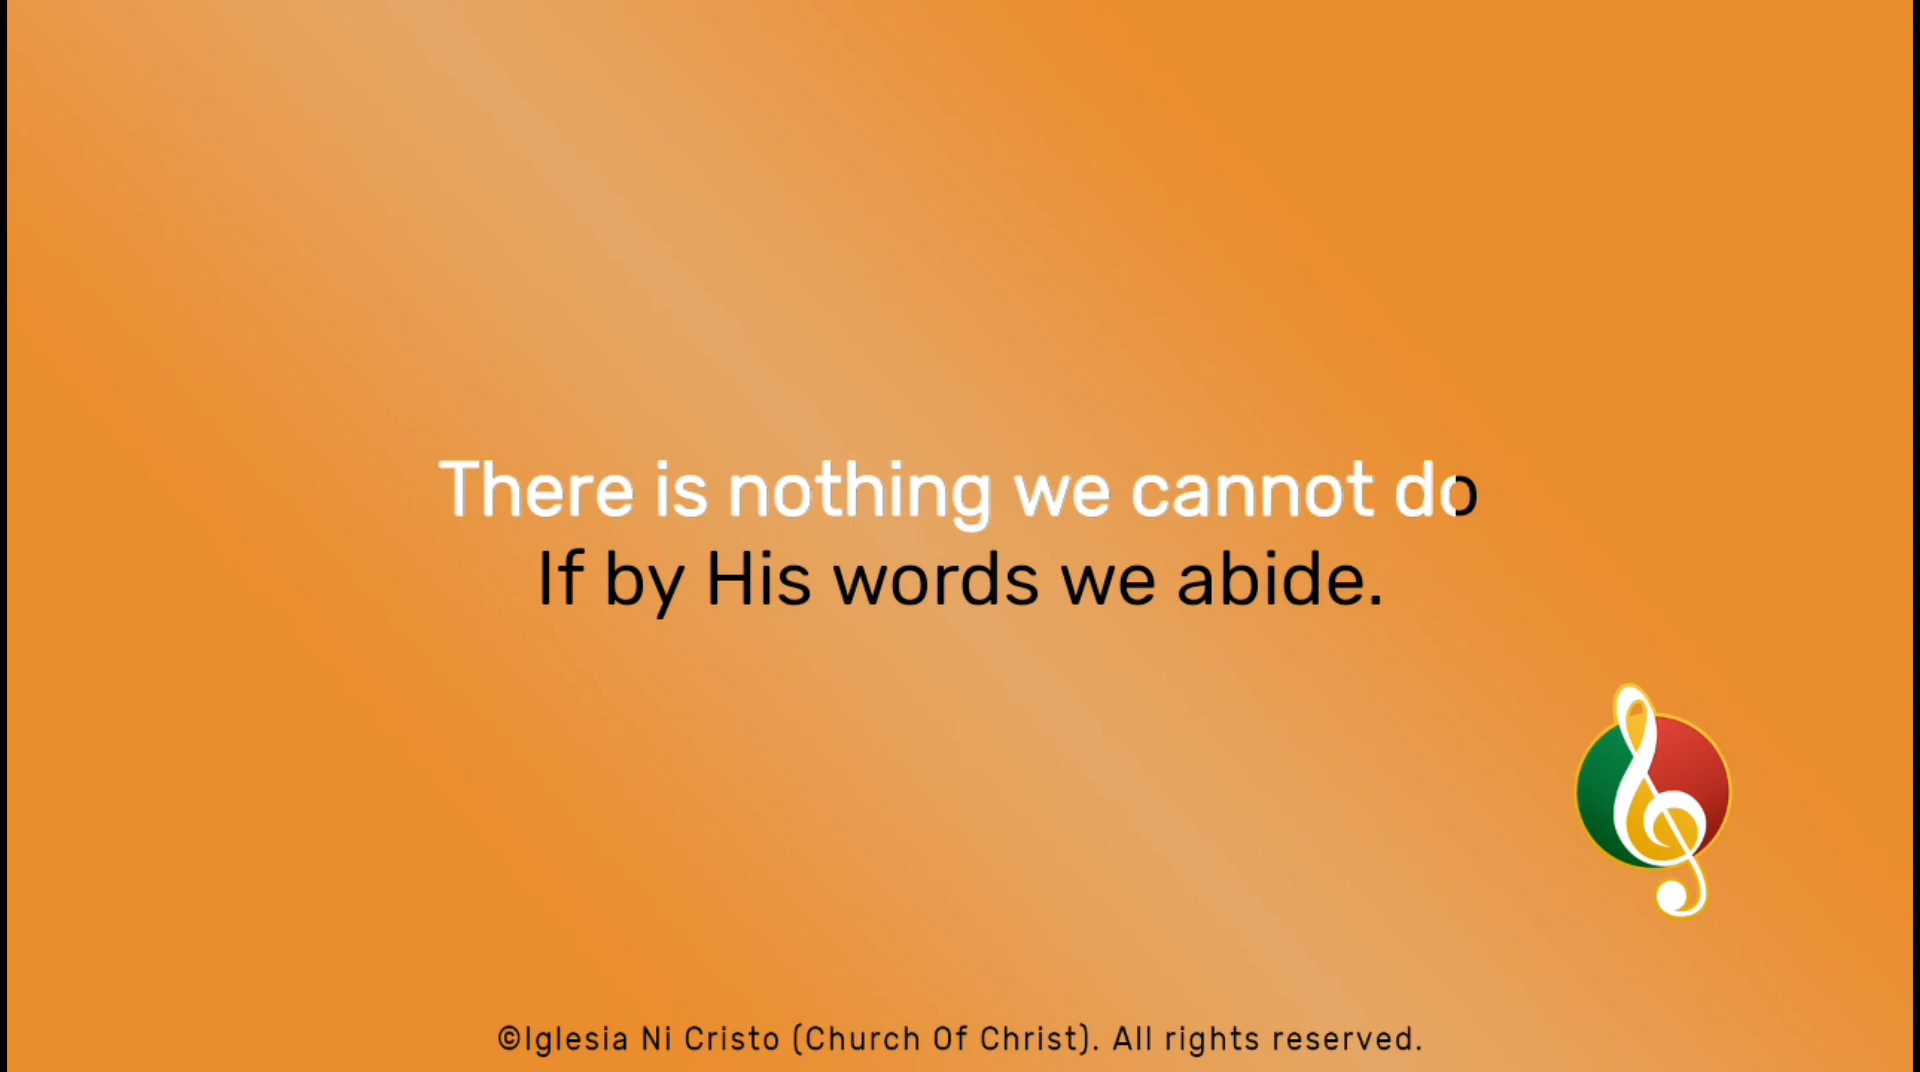 There is nothing we cannot do
If by His words we abide.
©Iglesia Ni Cristo (Church Of Christ). All rights reserved.